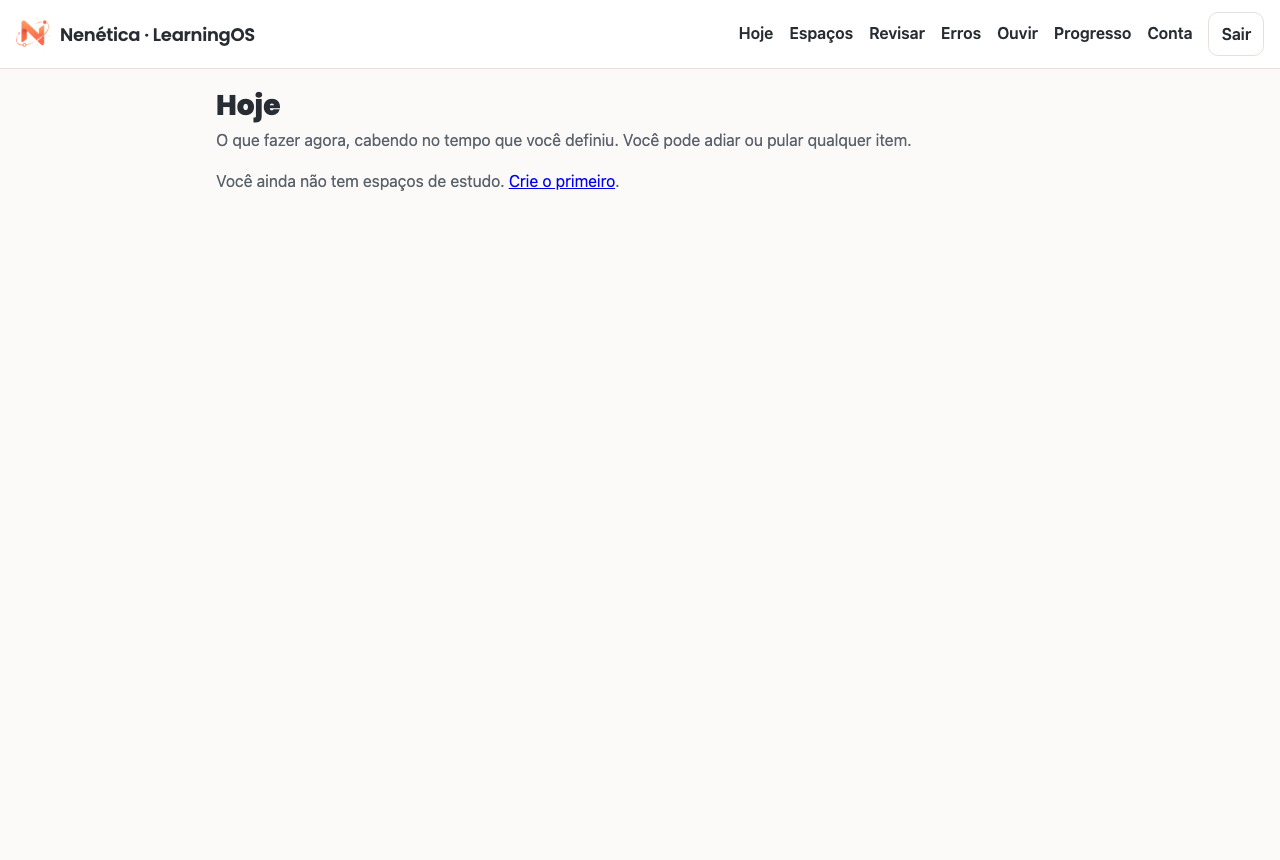 Nenética · LearningOS
Hoje Espaços Revisar Erros Ouvir Progresso Conta Sair
Hoje
O que fazer agora, cabendo no tempo que você definiu. Você pode adiar ou pular qualquer item.
Você ainda não tem espaços de estudo. Crie o primeiro.